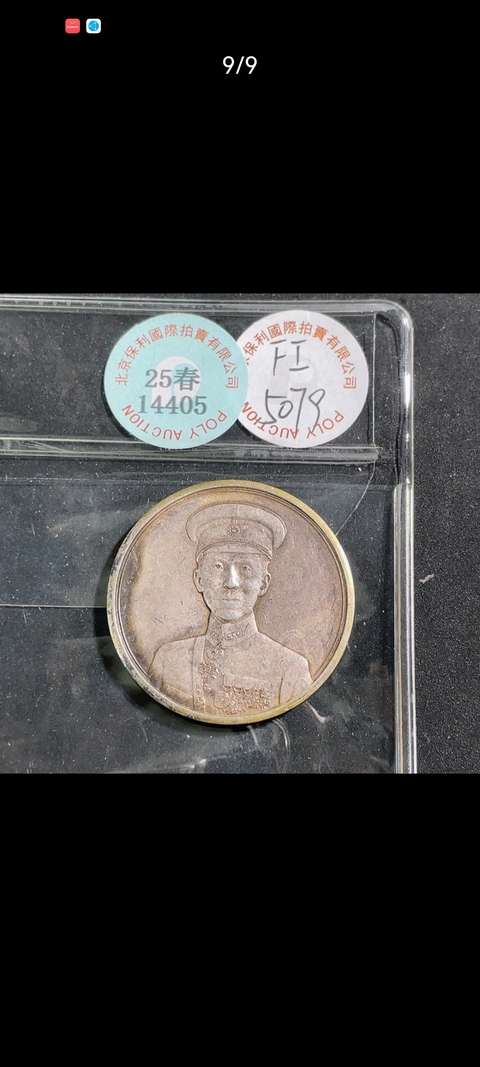 9/9
北京保利國際拍賣有限公司
25春
14405
POLY AUCTION
京保利國際拍賣有限公司
5079
POLY AUCTION